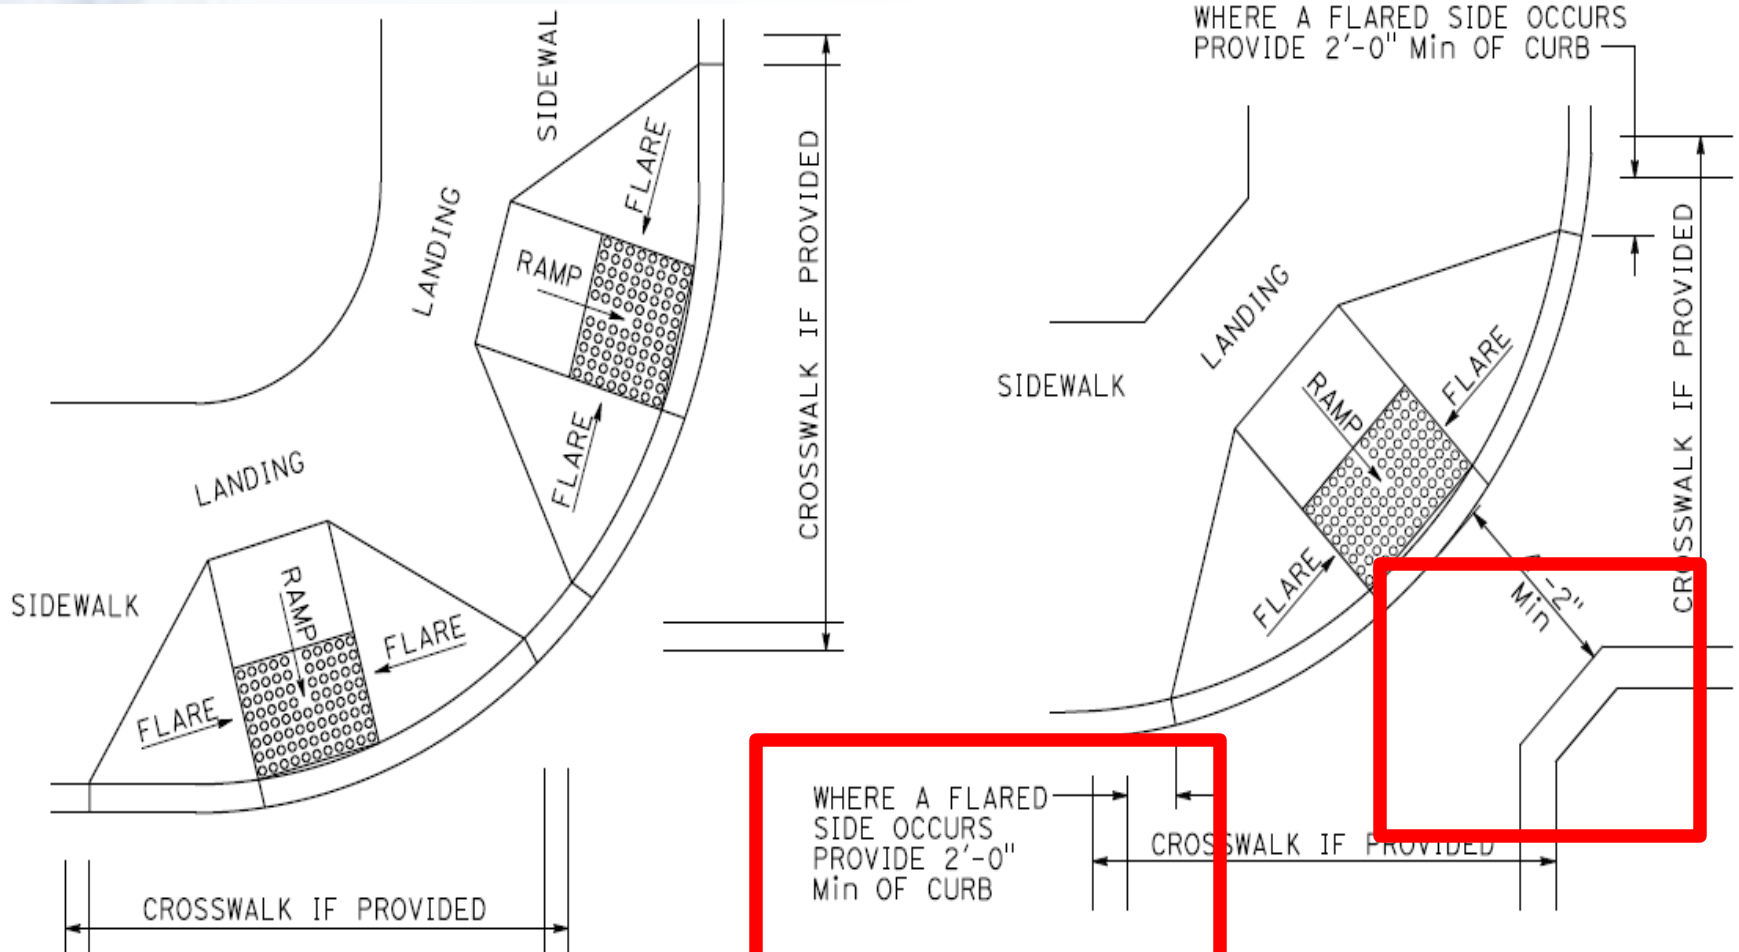 SIDEWAL
FLARE
LANDING
RAMP
FLARE
CROSSWALK IF PROVIDED
LANDING
SIDEWALK
RAMP
FLARE
FLARE
CROSSWALK IF PROVIDED
WHERE A FLARED SIDE OCCURS
PROVIDE 2'-0" Min OF CURB
LANDING
SIDEWALK
RAMP
FLARE
FLARE
CROSSWALK IF PROVIDED
-2"
Min
WHERE A FLARED
SIDE OCCURS
PROVIDE 2'-0"
Min OF CURB
CROSSWALK IF PROVIDED